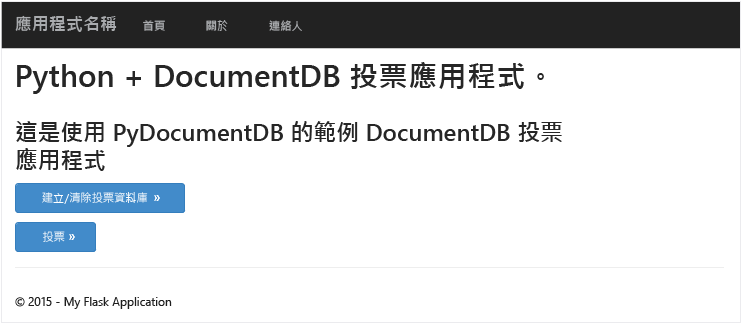 應用程式名稱 首頁 關於 連絡人
Python + DocumentDB 投票應用程式。
這是使用 PyDocumentDB 的範例 DocumentDB 投票
應用程式
建立/清除投票資料庫 »
投票 »
© 2015 - My Flask Application